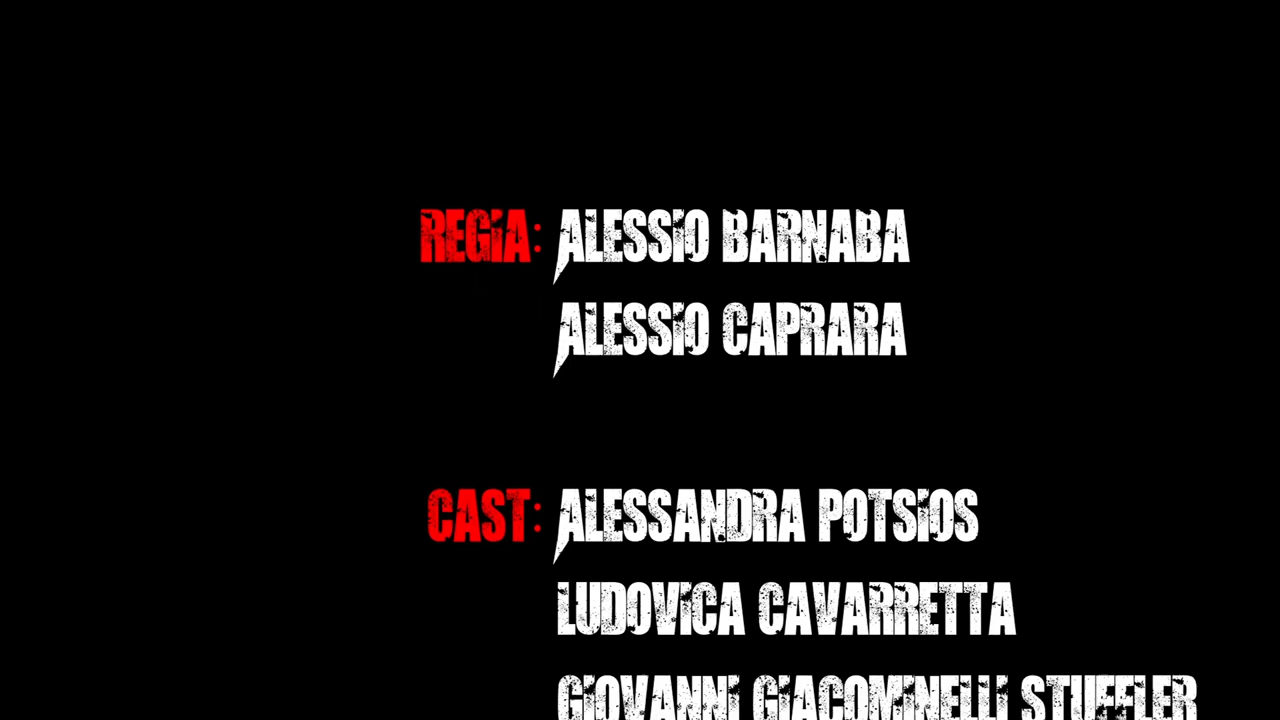 REGIA: ALESSIO BARNABA
ALESSIO CAPRARA
CAST: ALESSANDRA POTSIOS
LUDOVICA CAVARRETTA
GIOVANNI GIACOMINELLI STUFFLER